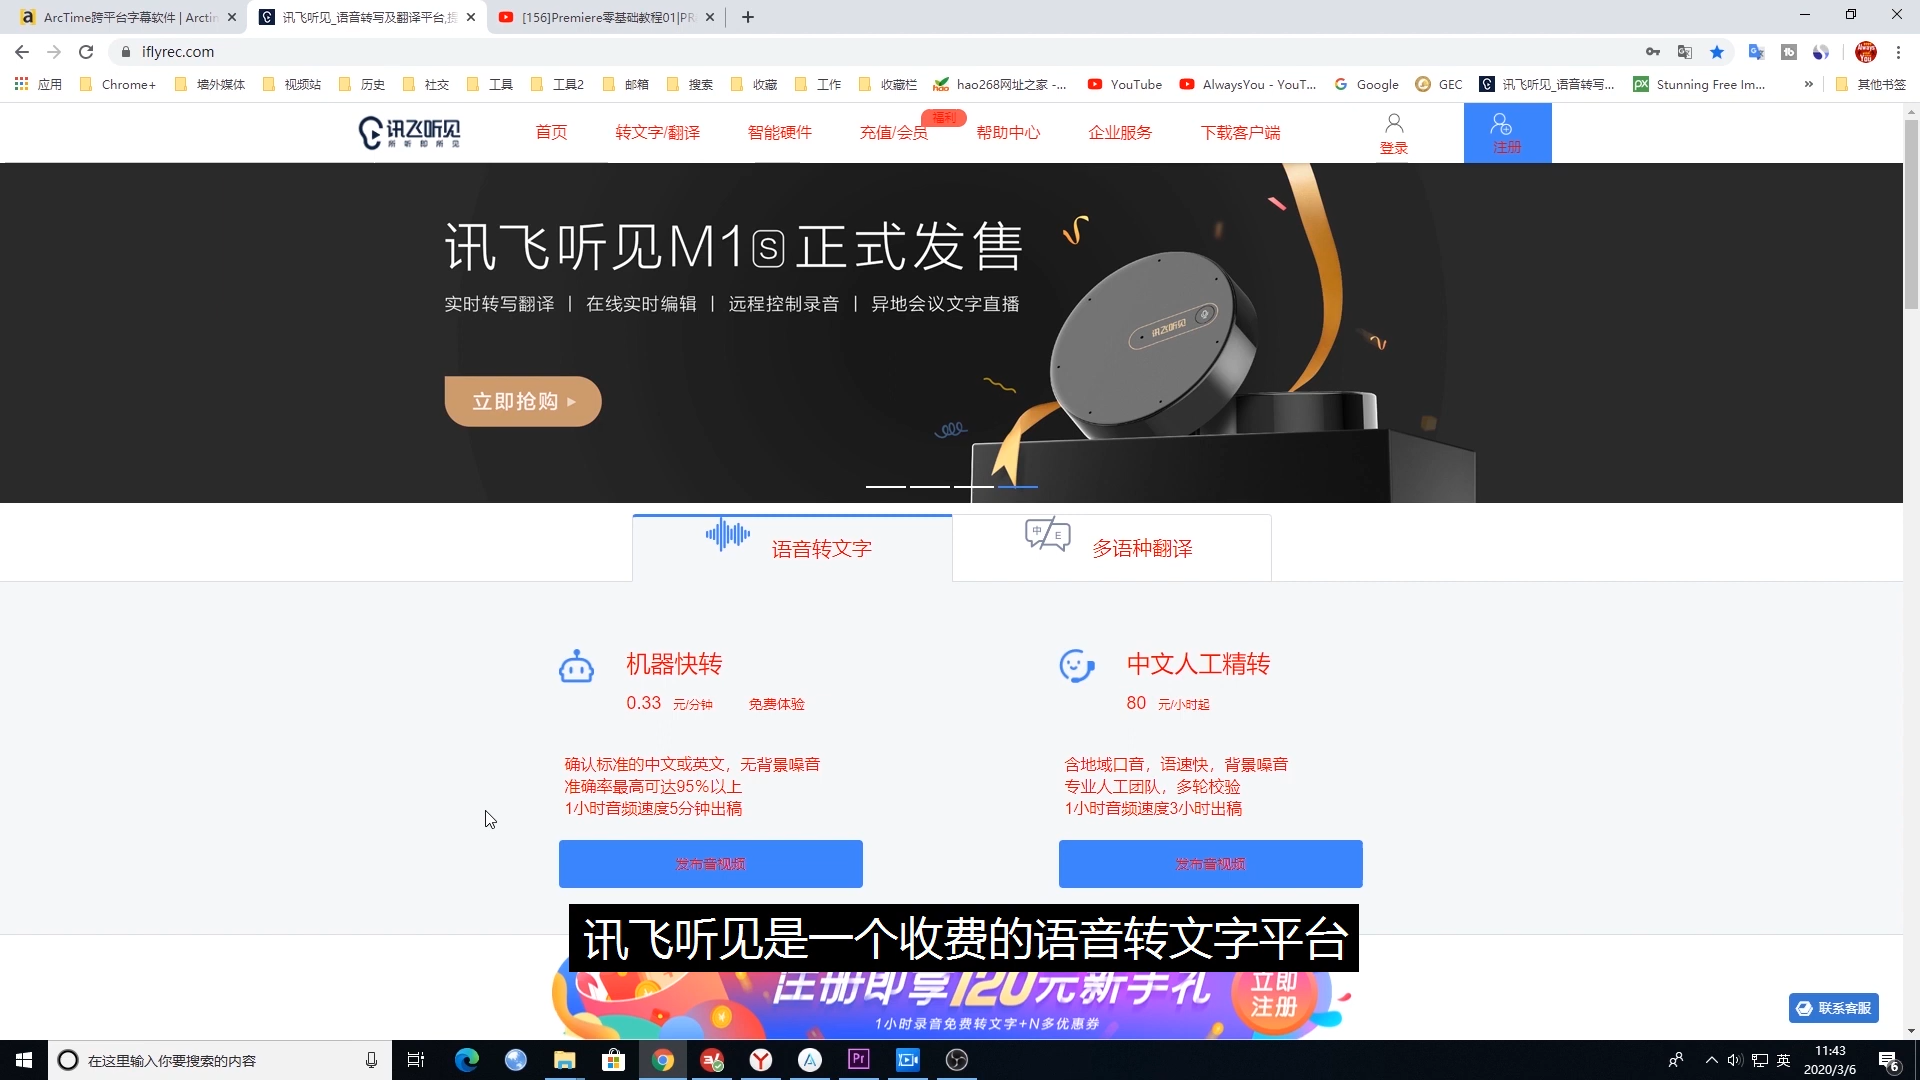 ArcTime跨平台字幕软件 | Arctin
讯飞听见_语音转写及翻译平台,提
[156]Premiere零基础教程01|PR
iflyrec.com
应用
Chrome+
墙外媒体
视频站
历史
社交
工具
工具2
邮箱
搜索
收藏
工作
收藏栏
hao268网址之家 -...
YouTube
AlwaysYou - YouT...
Google
GEC
讯飞听见_语音转写...
Stunning Free Im...
其他书签
讯飞听见
所听即所见
首页
转文字/翻译
智能硬件
充值/会员
福利
帮助中心
企业服务
下载客户端
登录
注册
讯飞听见M1S正式发售
实时转写翻译 | 在线实时编辑 | 远程控制录音 | 异地会议文字直播
讯飞听见
立即抢购
语音转文字
中 E
多语种翻译
机器快转
0.33 元/分钟 免费体验
确认标准的中文或英文，无背景噪音
准确率最高可达95%以上
1小时音频速度5分钟出稿
发布音视频
中文人工精转
80 元/小时起
含地域口音，语速快，背景噪音
专业人工团队，多轮校验
1小时音频速度3小时出稿
发布音视频
讯飞听见是一个收费的语音转文字平台
注册即享120元新手礼
1小时录音免费转文字+N多优惠券
立即
注册
联系客服
在这里输入你要搜索的内容
Pr
英
11:43
2020/3/6
6